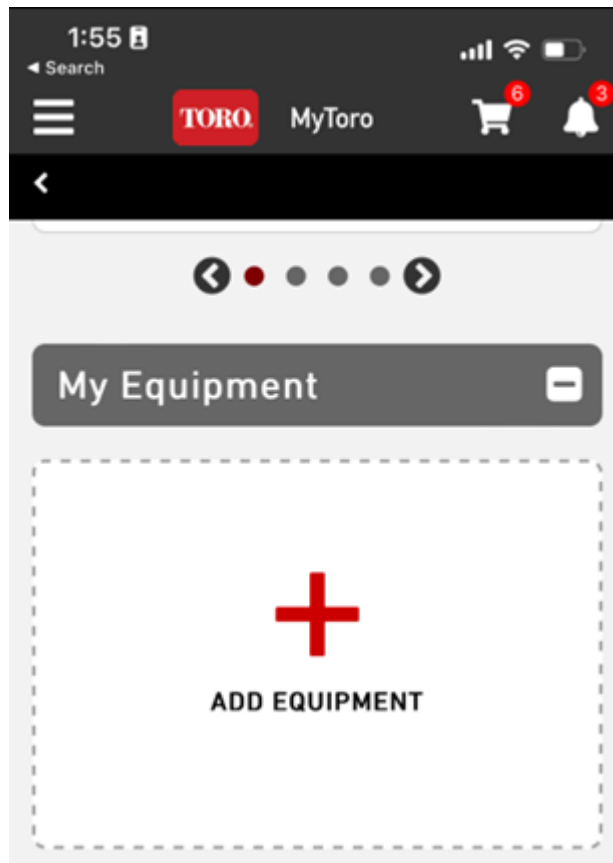 1:55
◀ Search
TORO. MyToro 6 3
My Equipment
ADD EQUIPMENT